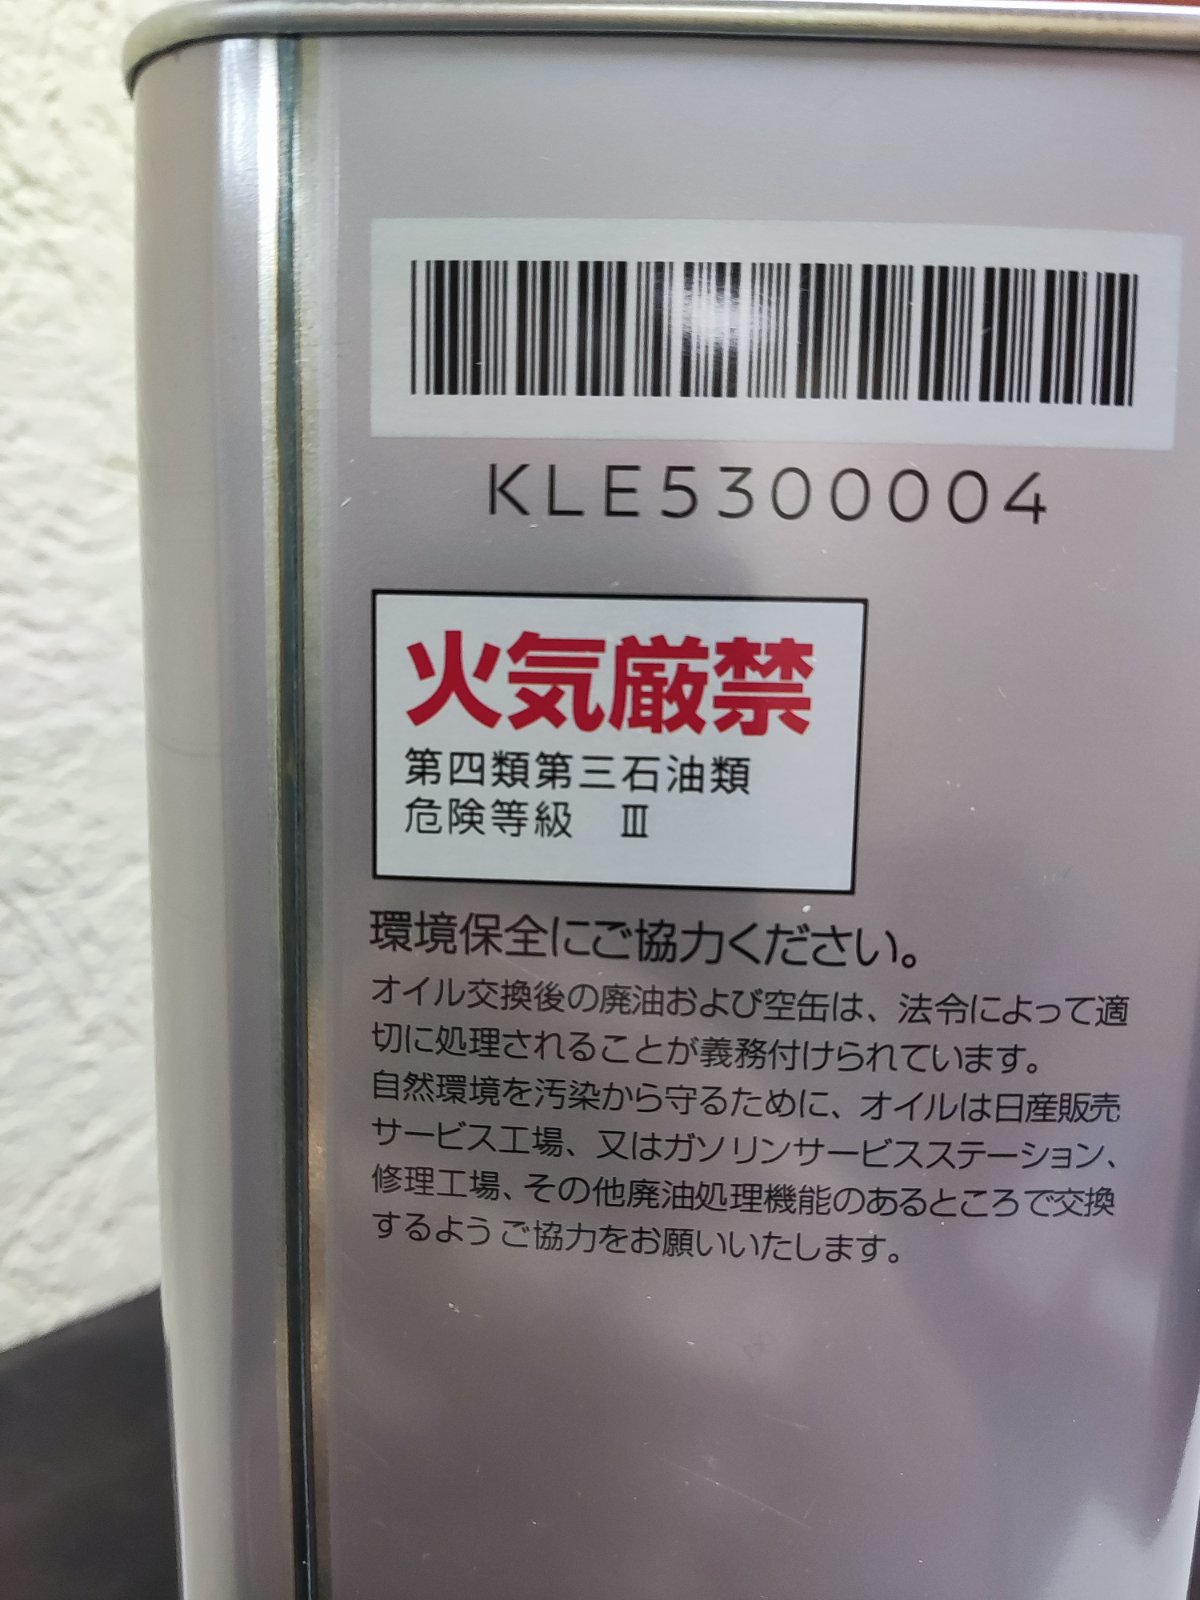 KLE5300004
火気厳禁
第四類第三石油類
危険等級　Ⅲ
環境保全にご協力ください。
オイル交換後の廃油および空缶は、法令によって適
切に処理されることが義務付けられています。
自然環境を汚染から守るために、オイルは日産販売
サービス工場、又はガソリンサービスステーション、
修理工場、その他廃油処理機能のあるところで交換
するよう ご協力をお願いいたします。